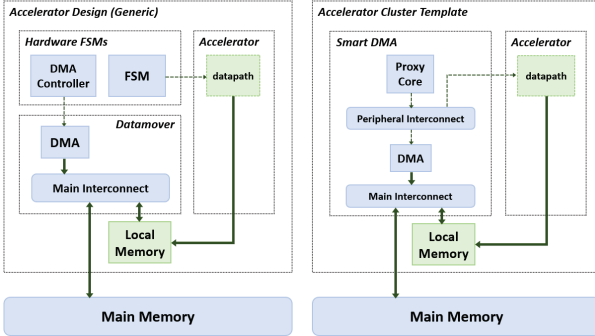 Accelerator Design (Generic)
Hardware FSMs
Accelerator
DMA
Controller
FSM
datapath
Datamover
DMA
Main Interconnect
Local
Memory
Main Memory
Accelerator Cluster Template
Smart DMA
Accelerator
Proxy
Core
datapath
Peripheral Interconnect
DMA
Main Interconnect
Local
Memory
Main Memory